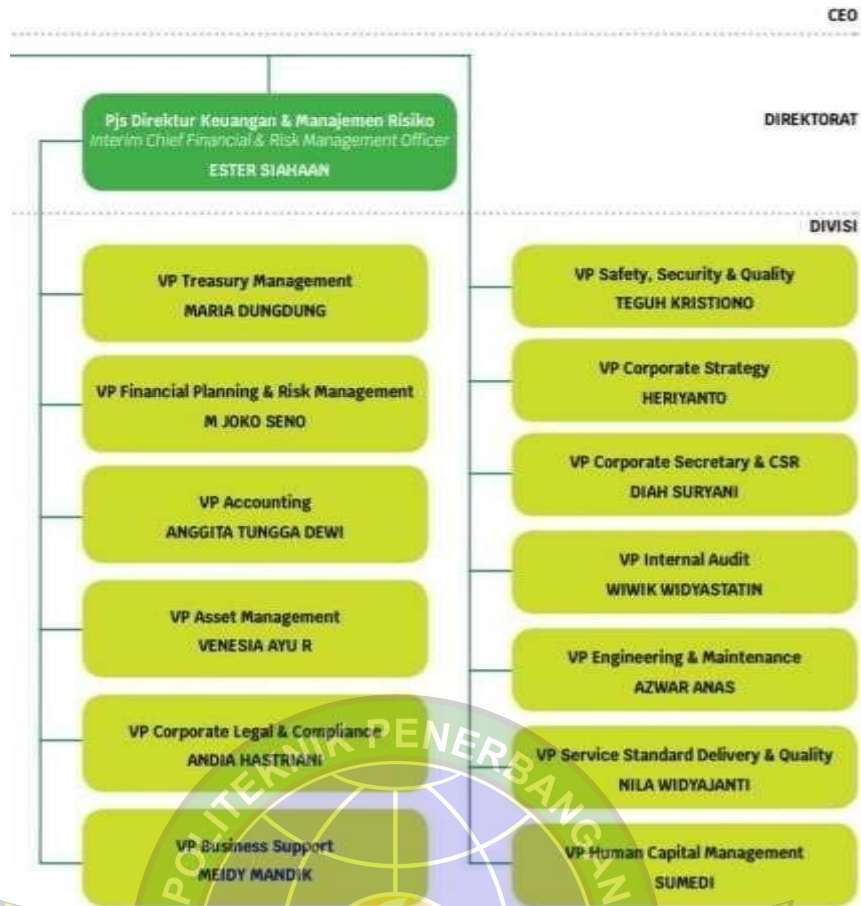 CEO
Pjs Direktur Keuangan & Manajemen Risiko
Interim Chief Financial & Risk Management Officer
ESTER SIAHAAN
DIREKTORAT
DIVISI
VP Treasury Management
MARIA DUNGDUNG
VP Financial Planning & Risk Management
M JOKO SENO
VP Accounting
ANGGITA TUNGGA DEWI
VP Asset Management
VENESIA AYU R
VP Corporate Legal & Compliance
ANDIA HASTRIANI
VP Business Support
MEIDY MANDIK
VP Safety, Security & Quality
TEGUH KRISTIONO
VP Corporate Strategy
HERIYANTO
VP Corporate Secretary & CSR
DIAH SURYANI
VP Internal Audit
WIWIK WIDYASTATIN
VP Engineering & Maintenance
AZWAR ANAS
VP Service Standard Delivery & Quality
NILA WIDYAJANTI
VP Human Capital Management
SUMEDI
POLITEKNIK PENERBANGAN